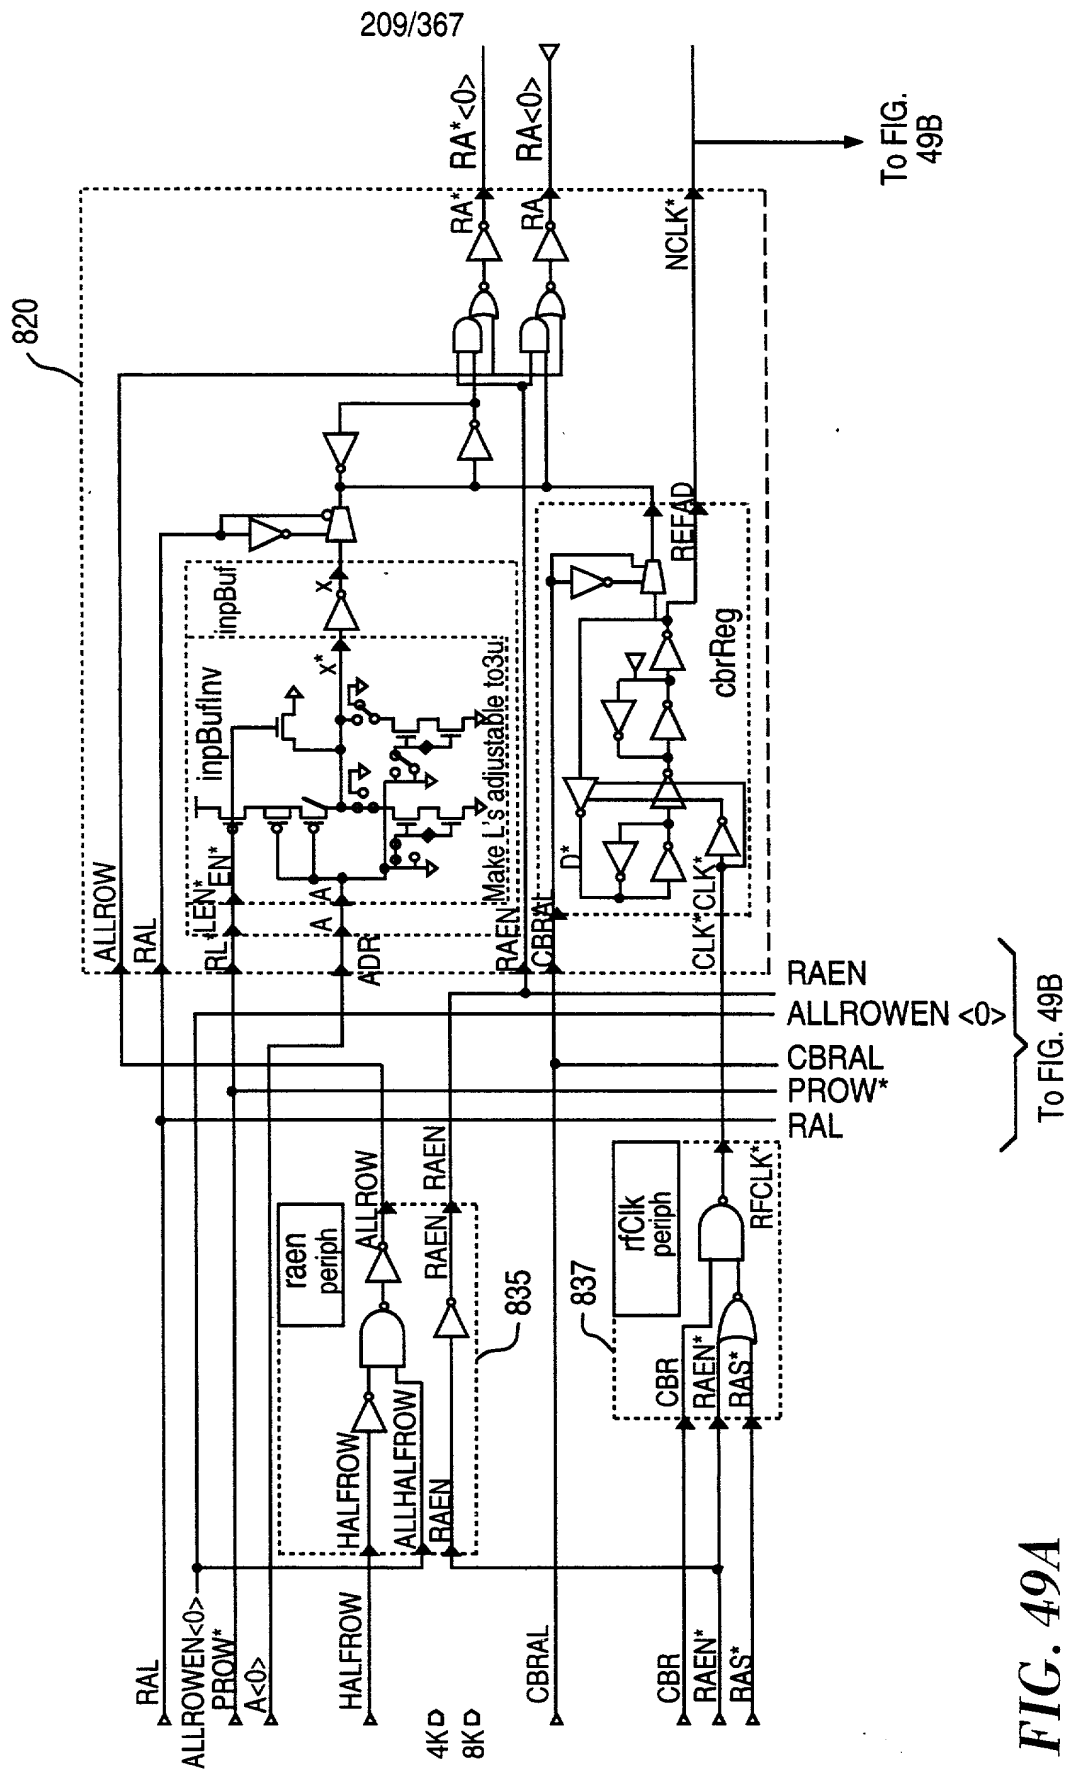 209/367
820
RA*<0>
RA<0>
RA*
RA
NCLK*
To FIG.
49B
inpBuf
x
inpBufInv
x*
Make L's adjustable to3u
REFAD
cbrReg
D*
ALLROW
RAL
RL*
LEN*
EN*
A
A
ADR
RAEN
CBRAL
CLK*
CLK*
RAEN
ALLROWEN <0>
CBRAL
PROW*
RAL
To FIG. 49B
raen
periph
ALLROW
ALLROW
RAEN
RAEN
835
HALFROW
ALLHALFROW
RAEN
837
rfClk
periph
RFCLK*
CBR
RAEN*
RAS*
RAL
ALLROWEN<0>
PROW*
A<0>
HALFROW
4K
8K
CBRAL
CBR
RAEN*
RAS*
FIG. 49A